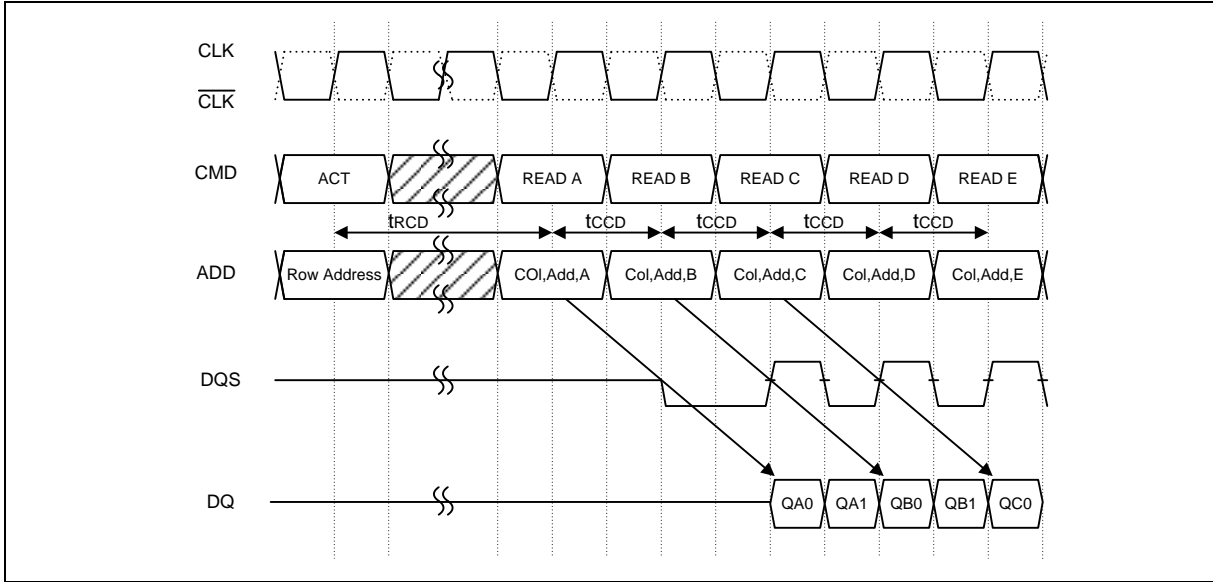 CLK
CLK
CMD
ACT
READ A
READ B
READ C
READ D
READ E
tRCD
tCCD
tCCD
tCCD
tCCD
ADD
Row Address
COl,Add,A
Col,Add,B
Col,Add,C
Col,Add,D
Col,Add,E
DQS
DQ
QA0
QA1
QB0
QB1
QC0